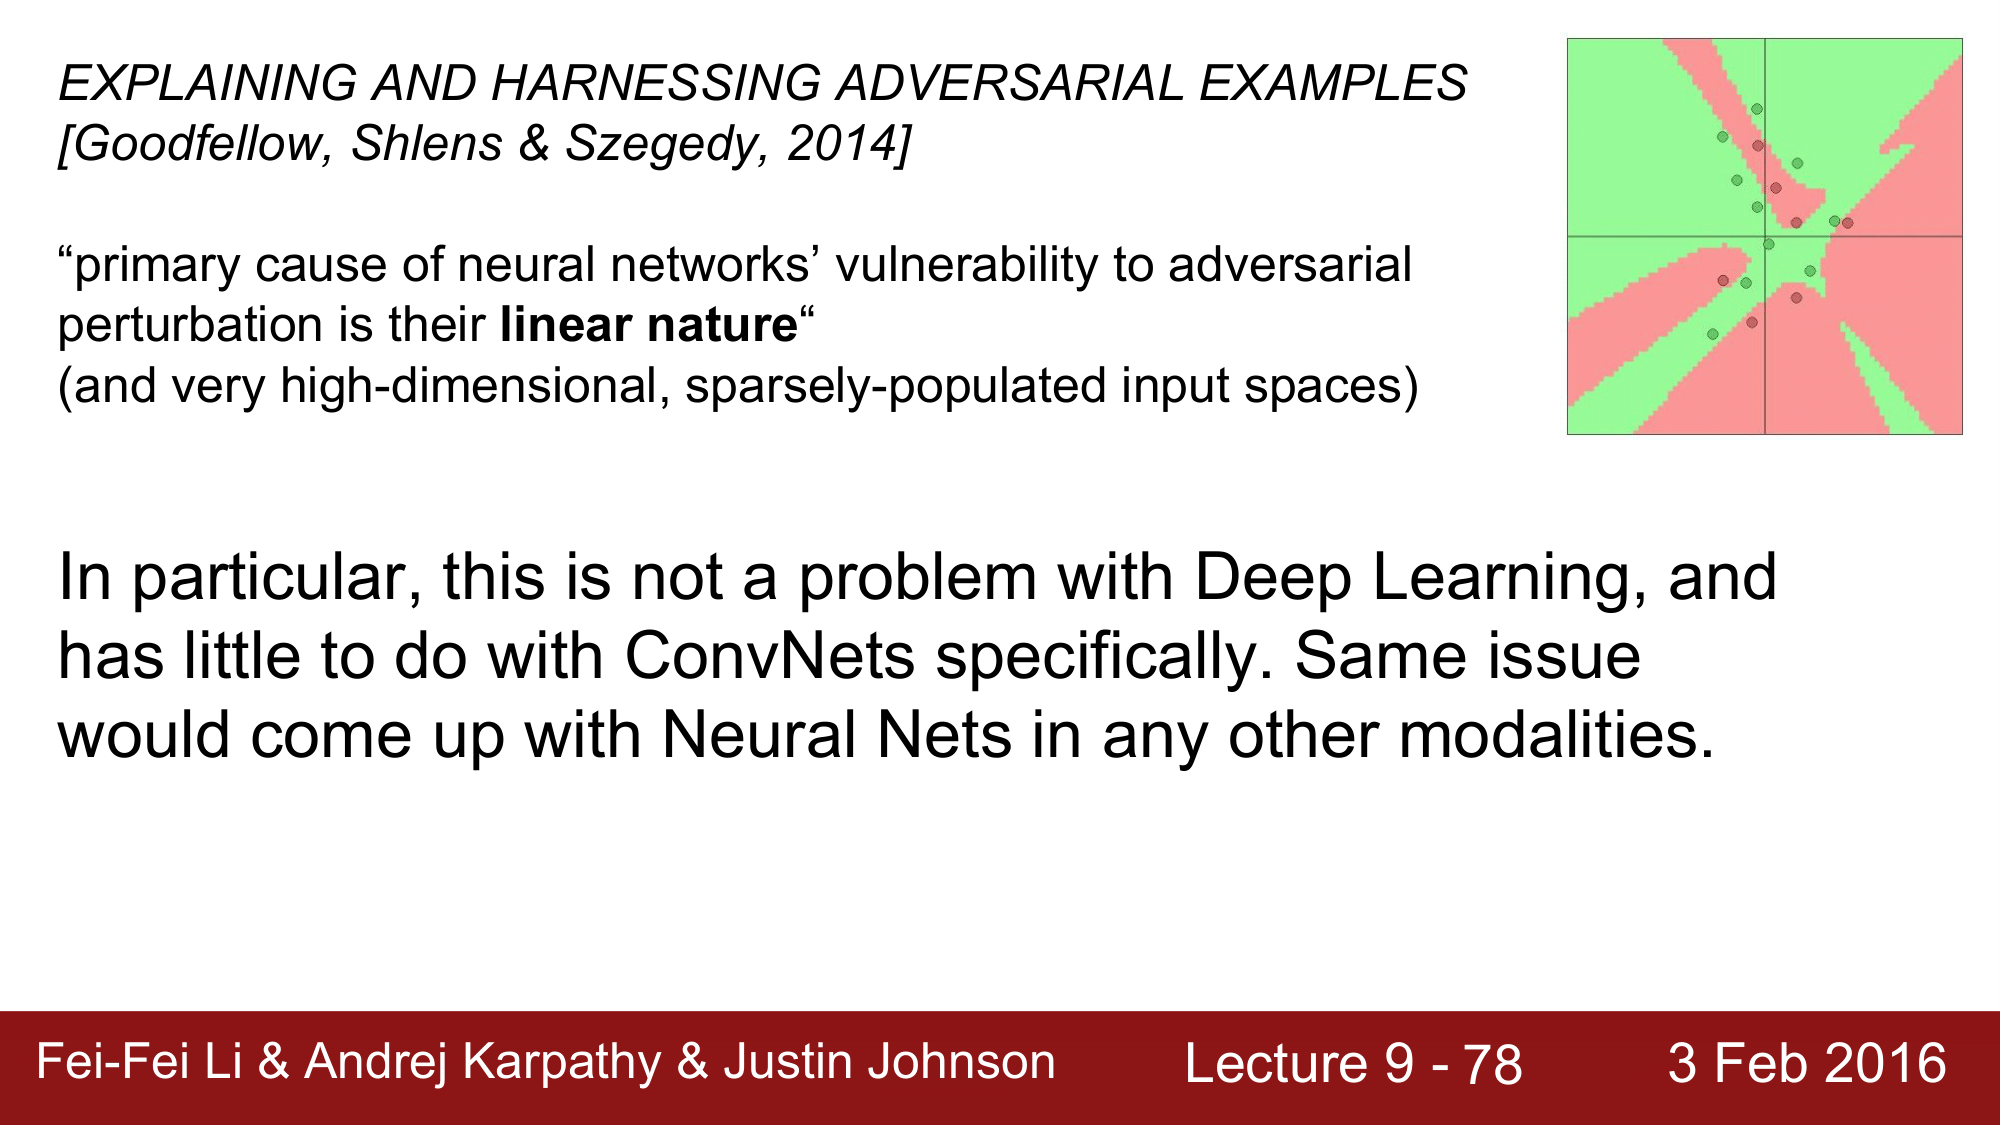 EXPLAINING AND HARNESSING ADVERSARIAL EXAMPLES
[Goodfellow, Shlens & Szegedy, 2014]
“primary cause of neural networks’ vulnerability to adversarial
perturbation is their linear nature“
(and very high-dimensional, sparsely-populated input spaces)
In particular, this is not a problem with Deep Learning, and
has little to do with ConvNets specifically. Same issue
would come up with Neural Nets in any other modalities.
Fei-Fei Li & Andrej Karpathy & Justin Johnson
Lecture 9 - 78
3 Feb 2016